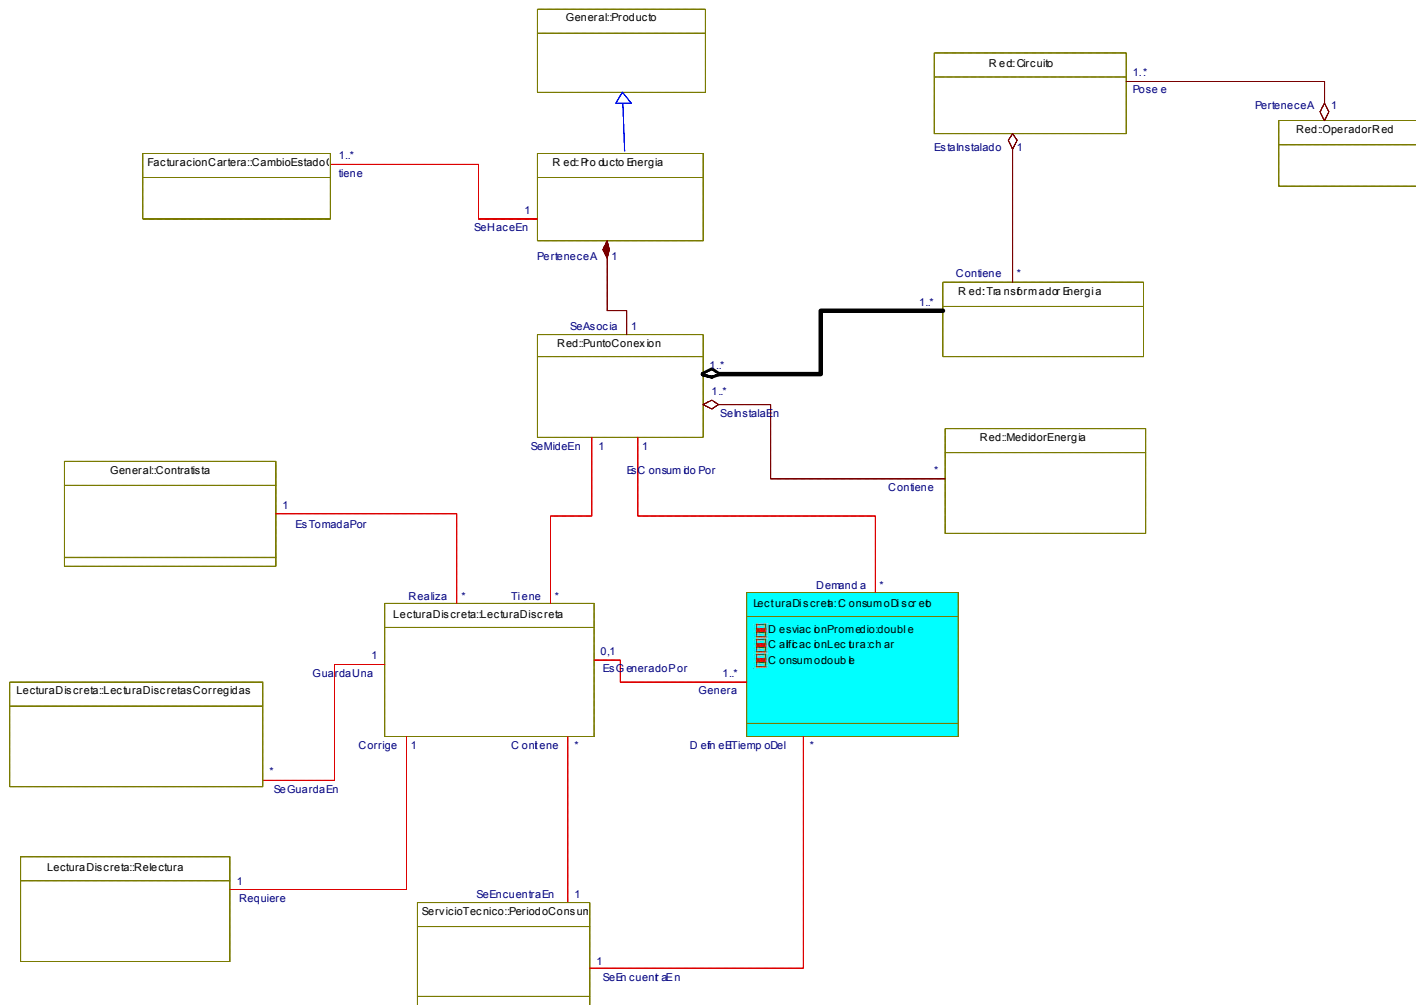 General::Producto
Red::Circuito
1..*
Posee
PerteneceA
1
Red::OperadorRed
EstaInstalado
1
FacturacionCartera::CambioEstadoC
1..*
tiene
Red::ProductoEnergia
1
SeHaceEn
PerteneceA
1
Contiene
*
Red::TransformadorEnergia
1..*
SeAsocia
1
Red::PuntoConexion
1..*
1..*
SeInstalaEn
Red::MedidorEnergia
*
Contiene
SeMideEn
1
1
EsConsumidoPor
General::Contratista
1
EsTomadaPor
Realiza
*
Tiene
*
Demanda
*
LecturaDiscreta::LecturaDiscreta
LecturaDiscreta::ConsumoDiscreto
DesviacionPromedio:double
CalificacionLectura:char
Consumo:double
0,1
EsGeneradoPor
1..*
Genera
1
GuardaUna
LecturaDiscreta::LecturaDiscretasCorregidas
*
SeGuardaEn
Corrige
1
Contiene
*
DefineElTiempoDel
*
LecturaDiscreta::Relectura
1
Requiere
SeEncuentraEn
1
ServicioTecnico::PeriodoConsun
1
SeEncuentraEn